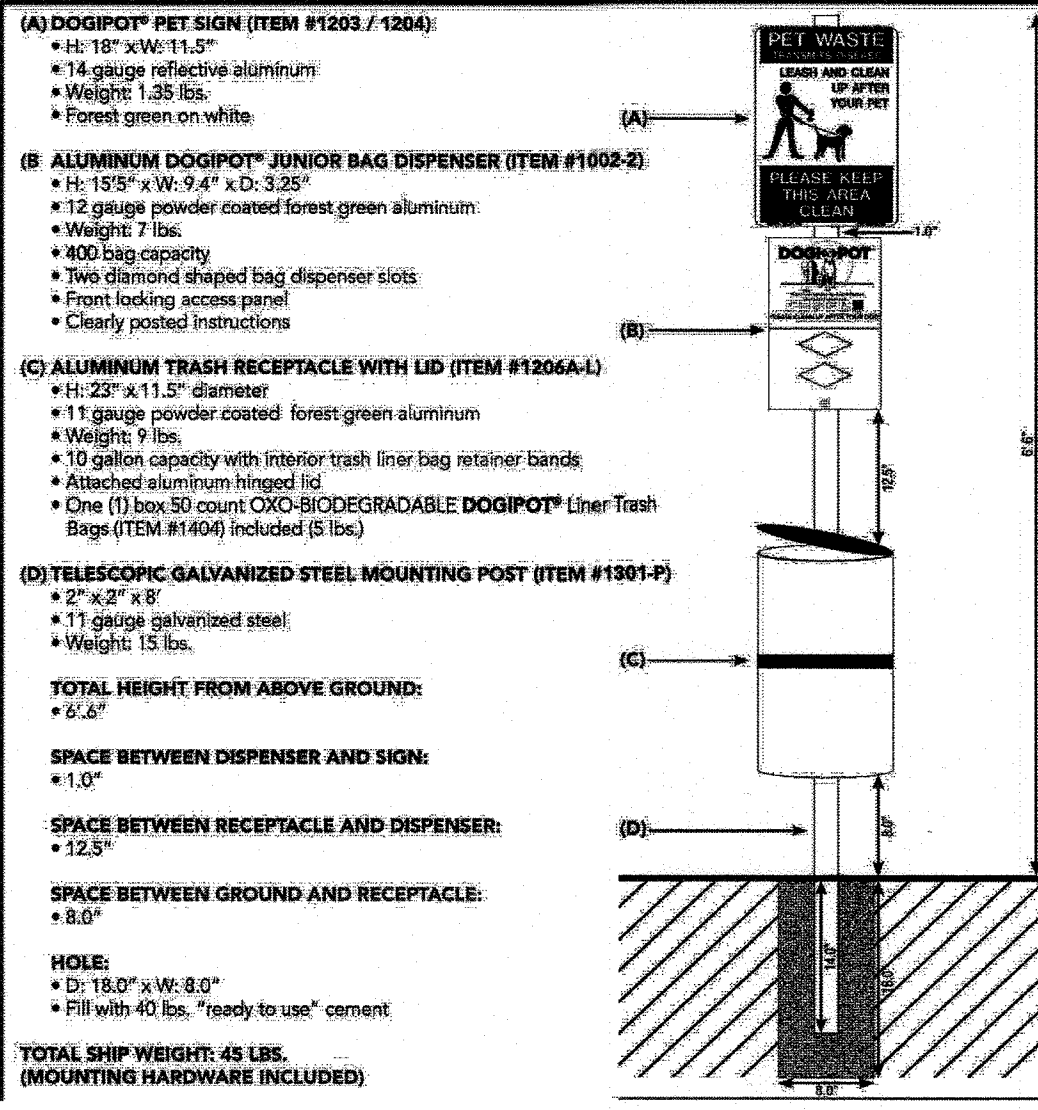 (A) DOGIPOT® PET SIGN (ITEM #1203 / 1204)
• H: 18" x W: 11.5"
• 14 gauge reflective aluminum
• Weight: 1.35 lbs.
• Forest green on white
(B ALUMINUM DOGIPOT® JUNIOR BAG DISPENSER (ITEM #1002-2)
• H: 15'5" x W: 9.4" x D: 3.25"
• 12 gauge powder coated forest green aluminum
• Weight: 7 lbs.
• 400 bag capacity
• Two diamond shaped bag dispenser slots
• Front locking access panel
• Clearly posted instructions
(C) ALUMINUM TRASH RECEPTACLE WITH LID (ITEM #1206A-L)
• H: 23" x 11.5" diameter
• 11 gauge powder coated forest green aluminum
• Weight: 9 lbs.
• 10 gallon capacity with interior trash liner bag retainer bands
• Attached aluminum hinged lid
• One (1) box 50 count OXO-BIODEGRADABLE DOGIPOT® Liner Trash
Bags (ITEM #1404) included (5 lbs.)
(D) TELESCOPIC GALVANIZED STEEL MOUNTING POST (ITEM #1301-P)
• 2" x 2" x 8'
• 11 gauge galvanized steel
• Weight: 15 lbs.
TOTAL HEIGHT FROM ABOVE GROUND:
• 6'.6"
SPACE BETWEEN DISPENSER AND SIGN:
• 1.0"
SPACE BETWEEN RECEPTACLE AND DISPENSER:
• 12.5"
SPACE BETWEEN GROUND AND RECEPTACLE:
• 8.0"
HOLE:
• D: 18.0" x W: 8.0"
• Fill with 40 lbs. "ready to use" cement
TOTAL SHIP WEIGHT: 45 LBS.
(MOUNTING HARDWARE INCLUDED)
PET WASTE
TRANSMITS DISEASE
LEASH AND CLEAN
UP AFTER
YOUR PET
PLEASE KEEP
THIS AREA
CLEAN
(A)
1.0"
DOGIPOT
(B)
12.5"
6'.6"
(C)
(D)
8.0"
14.0"
18.0"
8.0"